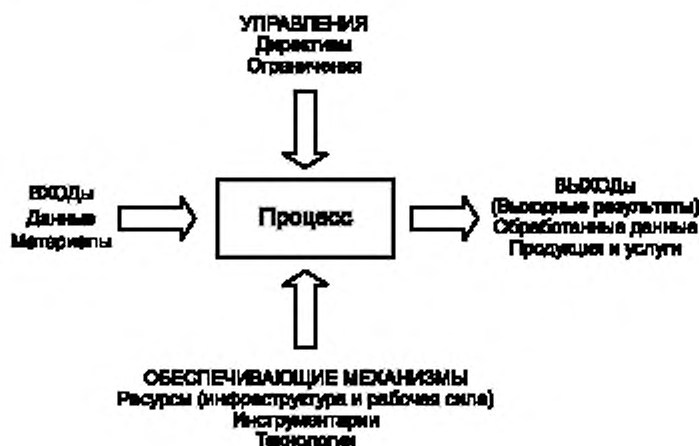 УПРАВЛЕНИЯ
Директивы
Ограничения
ВХОДЫ
Данные
Материалы
Процесс
ВЫХОДЫ
(Выходные результаты)
Обработанные данные
Продукция и услуги
ОБЕСПЕЧИВАЮЩИЕ МЕХАНИЗМЫ
Ресурсы (инфраструктура и рабочая сила)
Инструментарии
Технологии